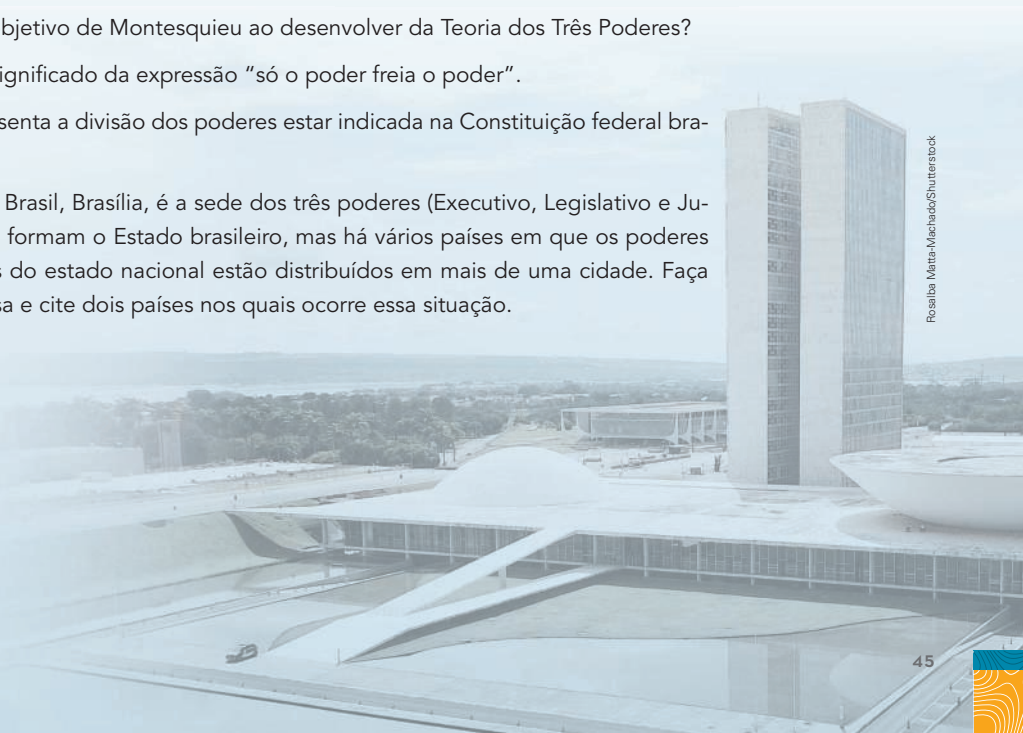 bjetivo de Montesquieu ao desenvolver da Teoria dos Três Poderes?
ignificado da expressão “só o poder freia o poder”.
senta a divisão dos poderes estar indicada na Constituição federal bra-
Brasil, Brasília, é a sede dos três poderes (Executivo, Legislativo e Ju-
formam o Estado brasileiro, mas há vários países em que os poderes
s do estado nacional estão distribuídos em mais de uma cidade. Faça
sa e cite dois países nos quais ocorre essa situação.
Rosalba Matta-Machado/Shutterstock
45